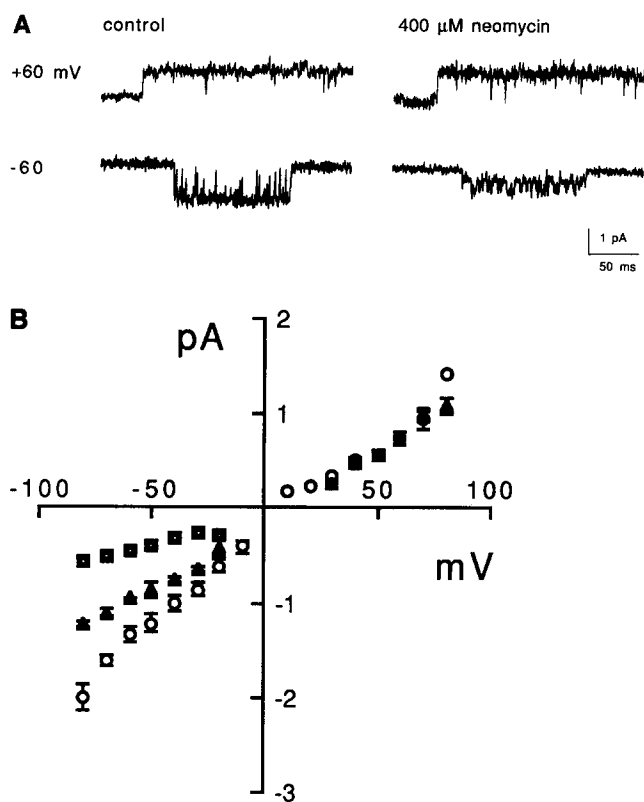 A
control
400 μM neomycin
+60 mV
-60
1 pA
50 ms
B
pA
2
1
-100
-50
50
100
mV
-1
-2
-3